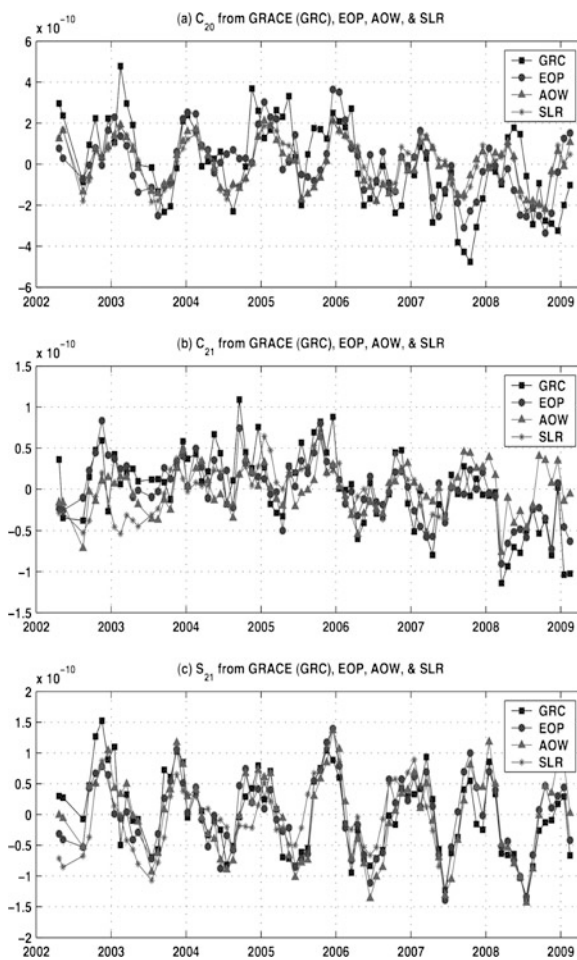 (a) C20 from GRACE (GRC), EOP, AOW, & SLR
x 10^-10
6
4
2
0
−2
−4
−6
2002 2003 2004 2005 2006 2007 2008 2009
GRC
EOP
AOW
SLR
(b) C21 from GRACE (GRC), EOP, AOW, & SLR
x 10^-10
1.5
1
0.5
0
−0.5
−1
−1.5
2002 2003 2004 2005 2006 2007 2008 2009
GRC
EOP
AOW
SLR
(c) S21 from GRACE (GRC), EOP, AOW, & SLR
x 10^-10
2
1.5
1
0.5
0
−0.5
−1
−1.5
−2
2002 2003 2004 2005 2006 2007 2008 2009
GRC
EOP
AOW
SLR